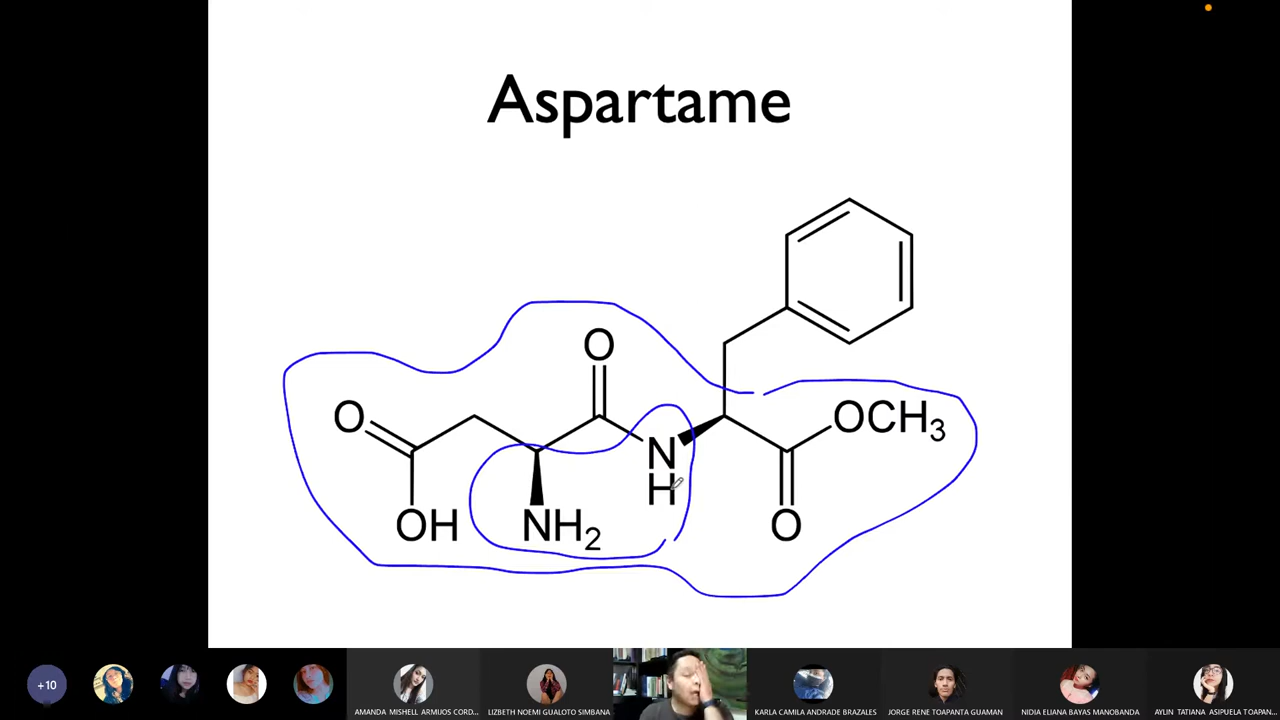 Aspartame
O
O
OCH3
N
H
OH
NH2
O
+10
AMANDA MISHELL ARMIJOS CORD...
LIZBETH NOEMI GUALOTO SIMBANA
KARLA CAMILA ANDRADE BRAZALES
JORGE RENE TOAPANTA GUAMAN
NIDIA ELIANA BAYAS MANOBANDA
AYLIN TATIANA ASIPUELA TOAPAN...